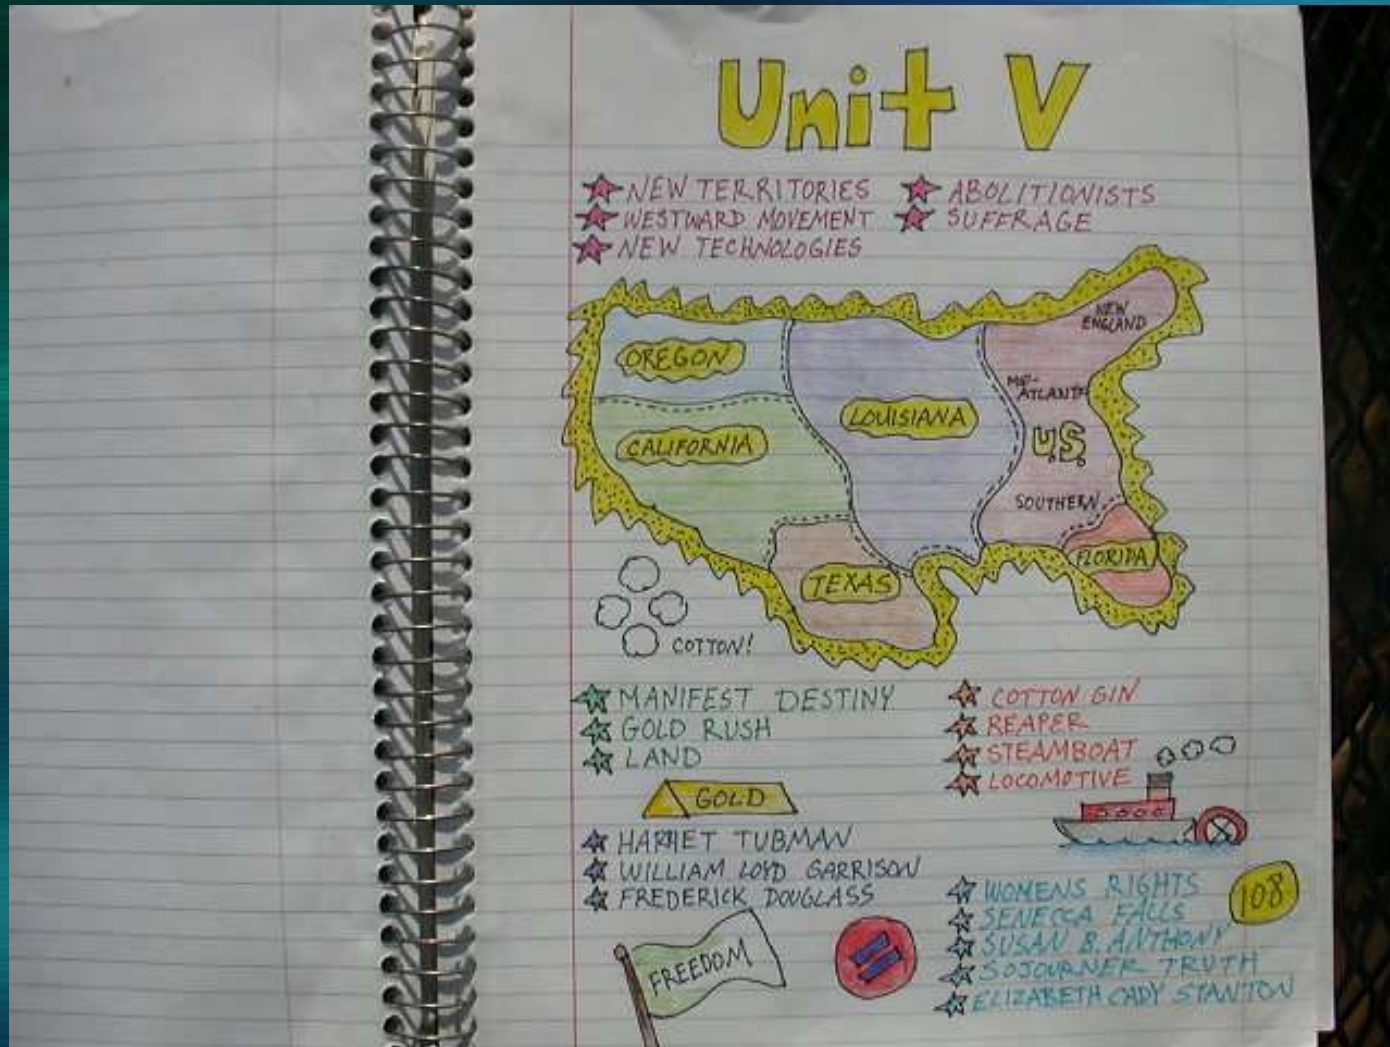 Unit V
NEW TERRITORIES
WESTWARD MOVEMENT
NEW TECHNOLOGIES
ABOLITIONISTS
SUFFRAGE
NEW
ENGLAND
OREGON
MID-
ATLANTIC
LOUISIANA
CALIFORNIA
U.S.
SOUTHERN
FLORIDA
TEXAS
COTTON!
MANIFEST DESTINY
GOLD RUSH
LAND
COTTON GIN
REAPER
STEAMBOAT
LOCOMOTIVE
GOLD
HARRIET TUBMAN
WILLIAM LOYD GARRISON
FREDERICK DOUGLASS
WOMENS RIGHTS
SENECCA FALLS
SUSAN B. ANTHONY
SOJOURNER TRUTH
ELIZABETH CADY STANTON
108
FREEDOM